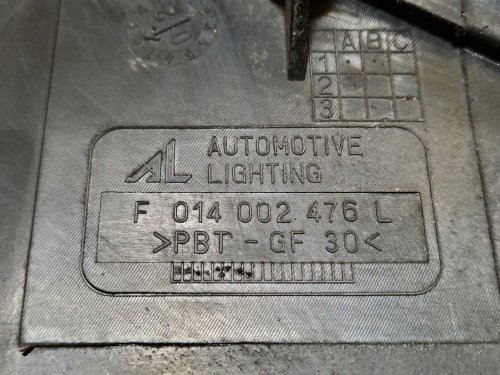 A B C
1
2
3
AL AUTOMOTIVE
LIGHTING
F 014 002 476 L
>PBT - GF 30<